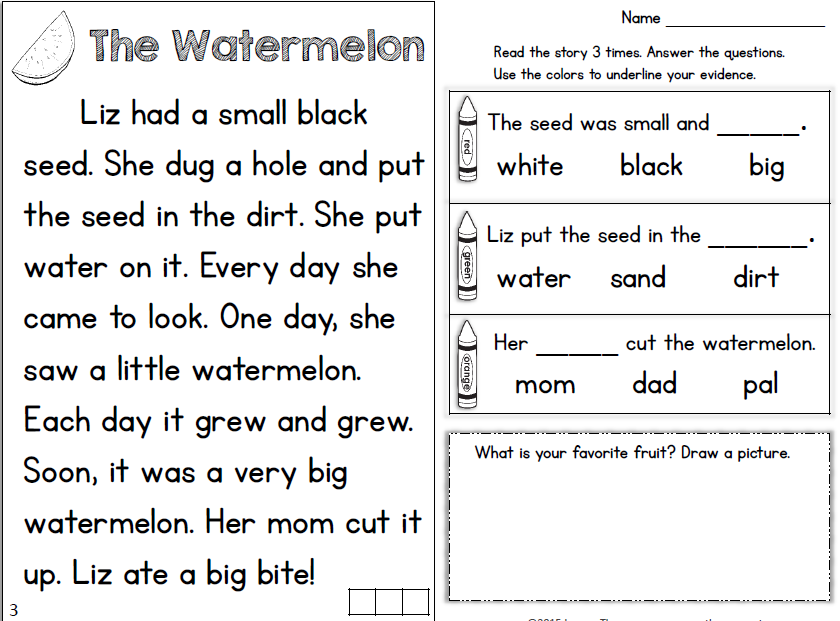 The Watermelon
Liz had a small black
seed. She dug a hole and put
the seed in the dirt. She put
water on it. Every day she
came to look. One day, she
saw a little watermelon.
Each day it grew and grew.
Soon, it was a very big
watermelon. Her mom cut it
up. Liz ate a big bite!
3
Name ___________________
Read the story 3 times. Answer the questions.
Use the colors to underline your evidence.
red
The seed was small and _____.
white black big
green
Liz put the seed in the ______.
water sand dirt
orange
Her _____ cut the watermelon.
mom dad pal
What is your favorite fruit? Draw a picture.